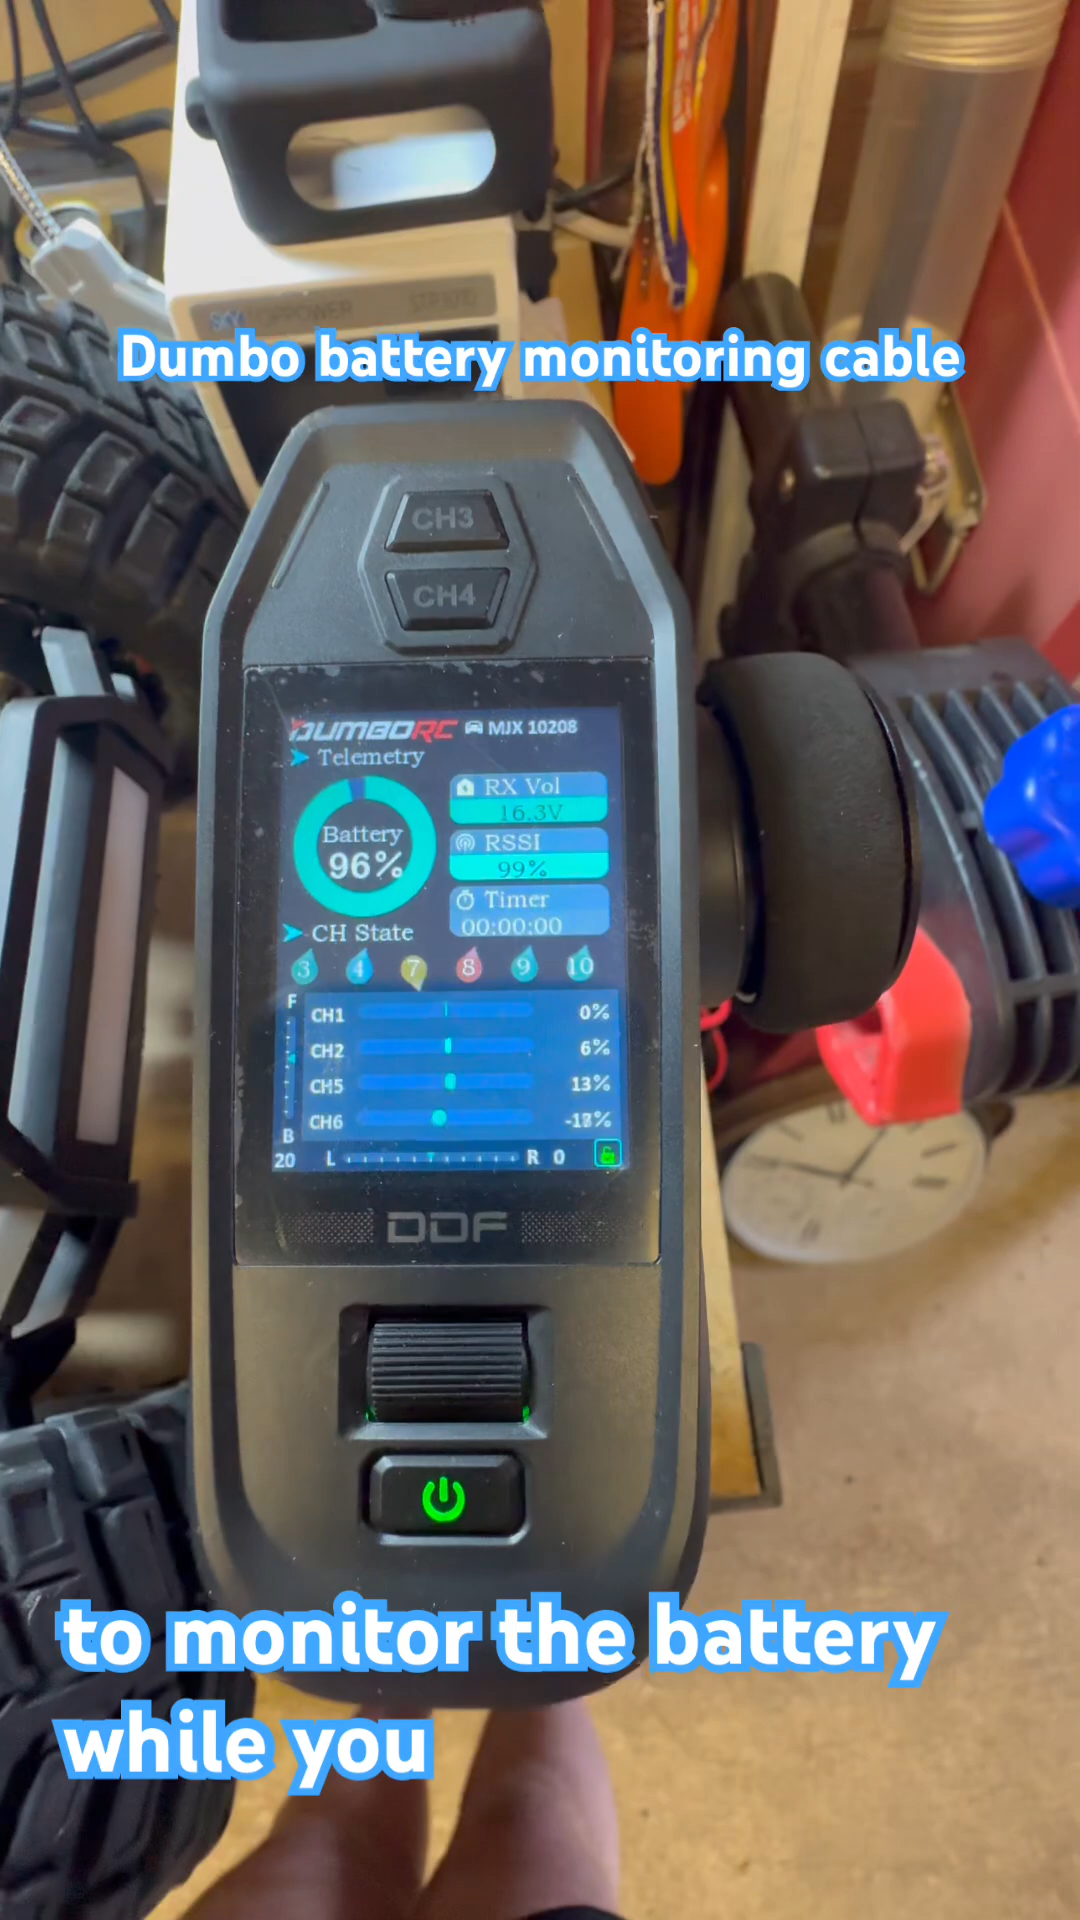 Dumbo battery monitoring cable
CH3
CH4
DUMBORC MJX 10208
Telemetry
RX Vol
16.3V
Battery
96%
RSSI
99%
Timer
00:00:00
CH State
3 4 7 8 9 10
F
CH1 0%
CH2 6%
CH5 13%
CH6
B
20 L R 0
DDF
to monitor the battery
while you